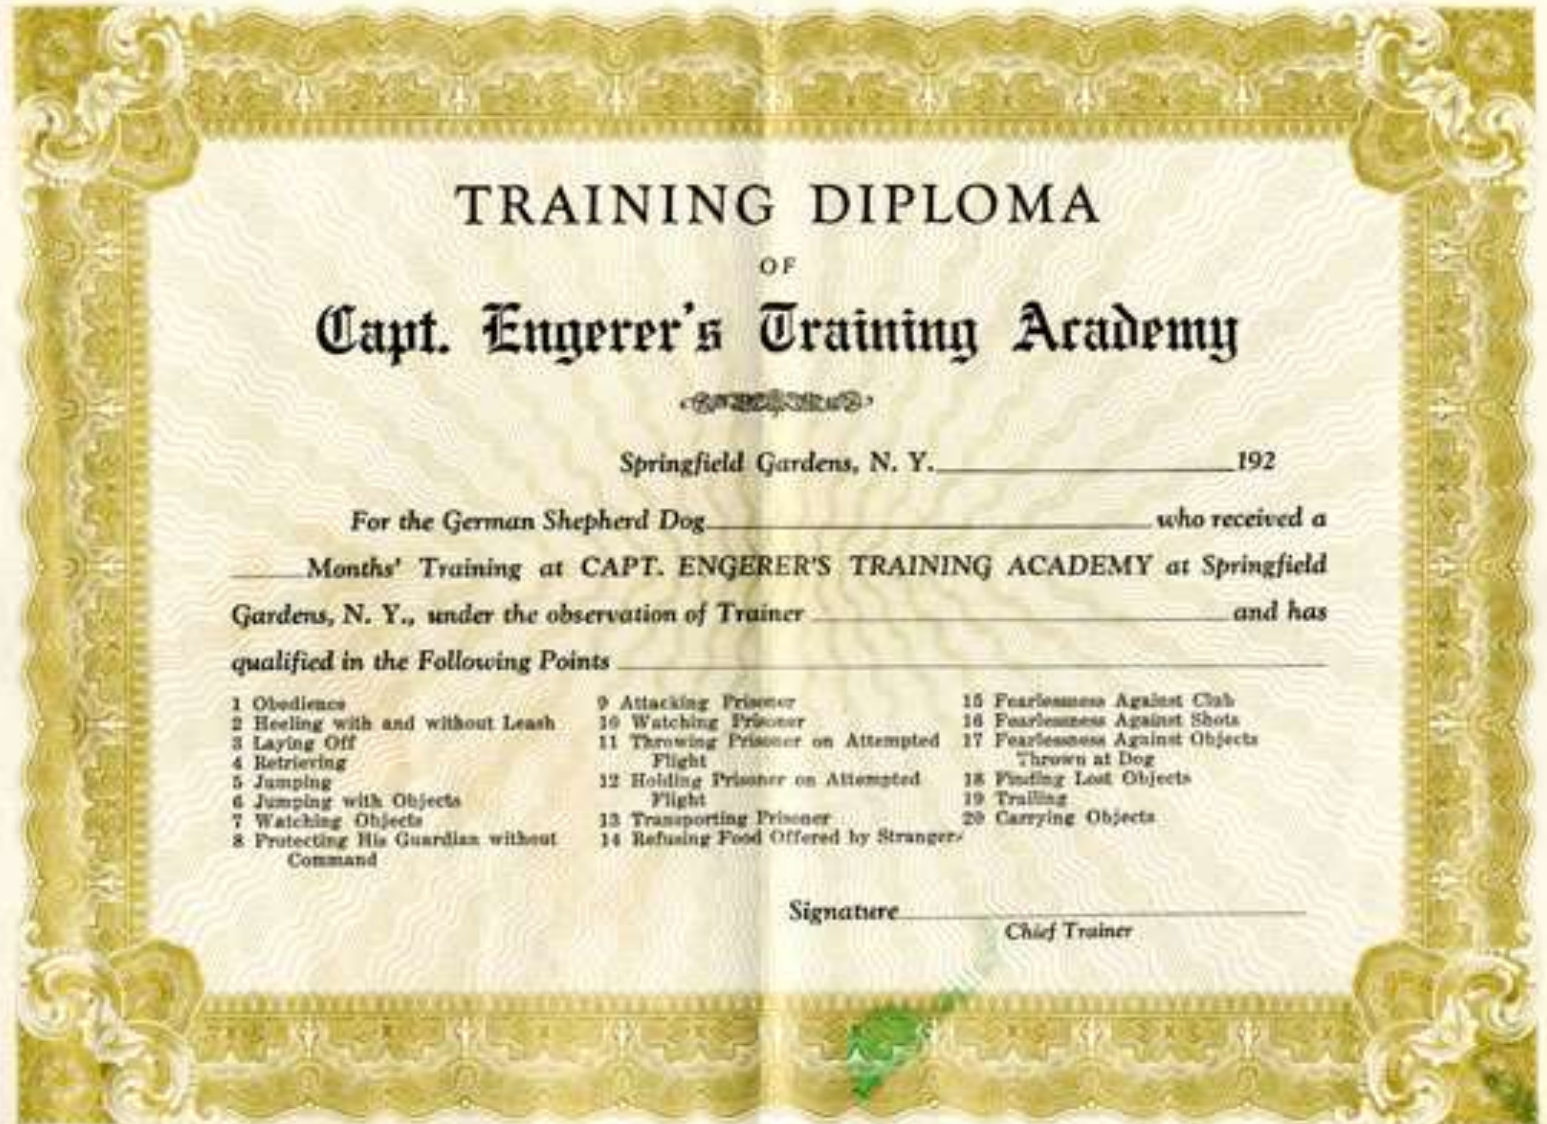 TRAINING DIPLOMA
OF
Capt. Engerer's Training Academy
Springfield Gardens, N. Y. 192
For the German Shepherd Dog who received a
Months' Training at CAPT. ENGERER'S TRAINING ACADEMY at Springfield
Gardens, N. Y., under the observation of Trainer and has
qualified in the Following Points
1 Obedience
2 Heeling with and without Leash
3 Laying Off
4 Retrieving
5 Jumping
6 Jumping with Objects
7 Watching Objects
8 Protecting His Guardian without
Command
9 Attacking Prisoner
10 Watching Prisoner
11 Throwing Prisoner on Attempted
Flight
12 Holding Prisoner on Attempted
Flight
13 Transporting Prisoner
14 Refusing Food Offered by Strangers
15 Fearlessness Against Club
16 Fearlessness Against Shots
17 Fearlessness Against Objects
Thrown at Dog
18 Finding Lost Objects
19 Trailing
20 Carrying Objects
Signature
Chief Trainer